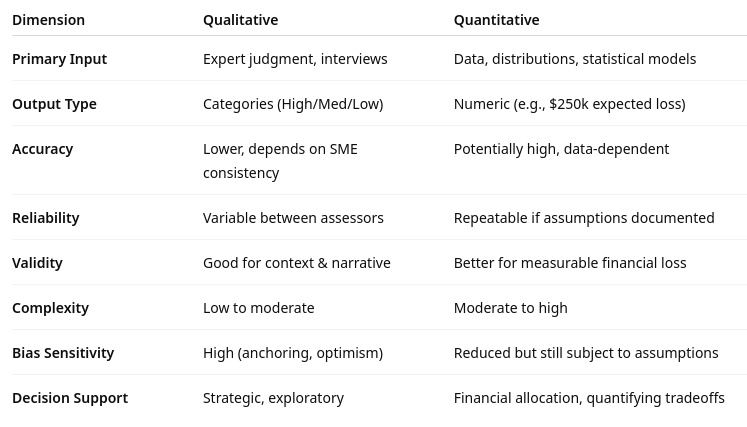 Dimension Qualitative Quantitative
Primary Input Expert judgment, interviews Data, distributions, statistical models
Output Type Categories (High/Med/Low) Numeric (e.g., $250k expected loss)
Accuracy Lower, depends on SME Potentially high, data-dependent
consistency
Reliability Variable between assessors Repeatable if assumptions documented
Validity Good for context & narrative Better for measurable financial loss
Complexity Low to moderate Moderate to high
Bias Sensitivity High (anchoring, optimism) Reduced but still subject to assumptions
Decision Support Strategic, exploratory Financial allocation, quantifying tradeoffs